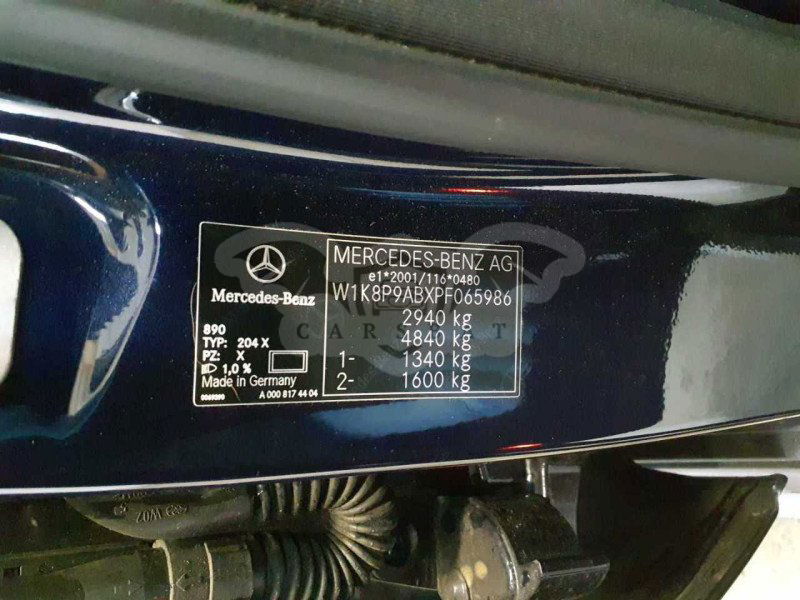 MERCEDES-BENZ AG
e1*2001/116*0480
W1K8P9ABXPF065986
2940 kg
4840 kg
1- 1340 kg
2- 1600 kg
Mercedes-Benz
890
TYP: 204 X
PZ: X
1,0 %
Made in Germany
A 000 817 44 04